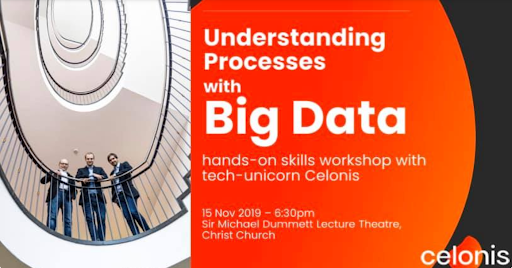 Understanding
Processes
with
Big Data
hands-on skills workshop with
tech-unicorn Celonis
15 Nov 2019 – 6:30pm
Sir Michael Dummett Lecture Theatre,
Christ Church
celonis